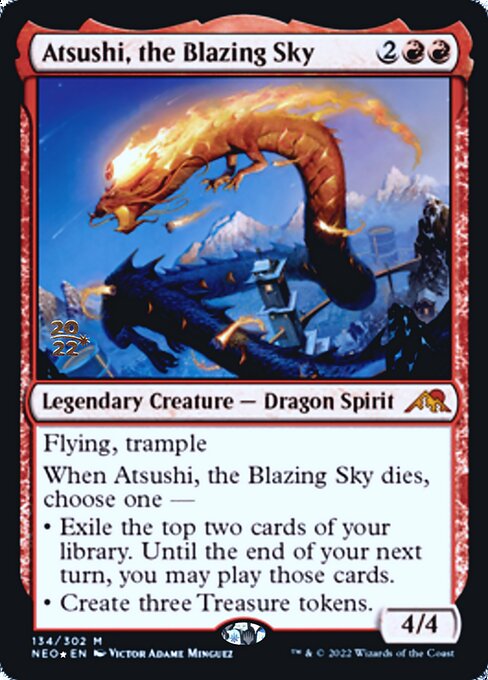 Atsushi, the Blazing Sky 2
20
22
Legendary Creature — Dragon Spirit
Flying, trample
When Atsushi, the Blazing Sky dies,
choose one —
• Exile the top two cards of your
library. Until the end of your next
turn, you may play those cards.
• Create three Treasure tokens.
4/4
134/302 M
NEO★EN Victor Adame Minguez
™ & © 2022 Wizards of the Coast